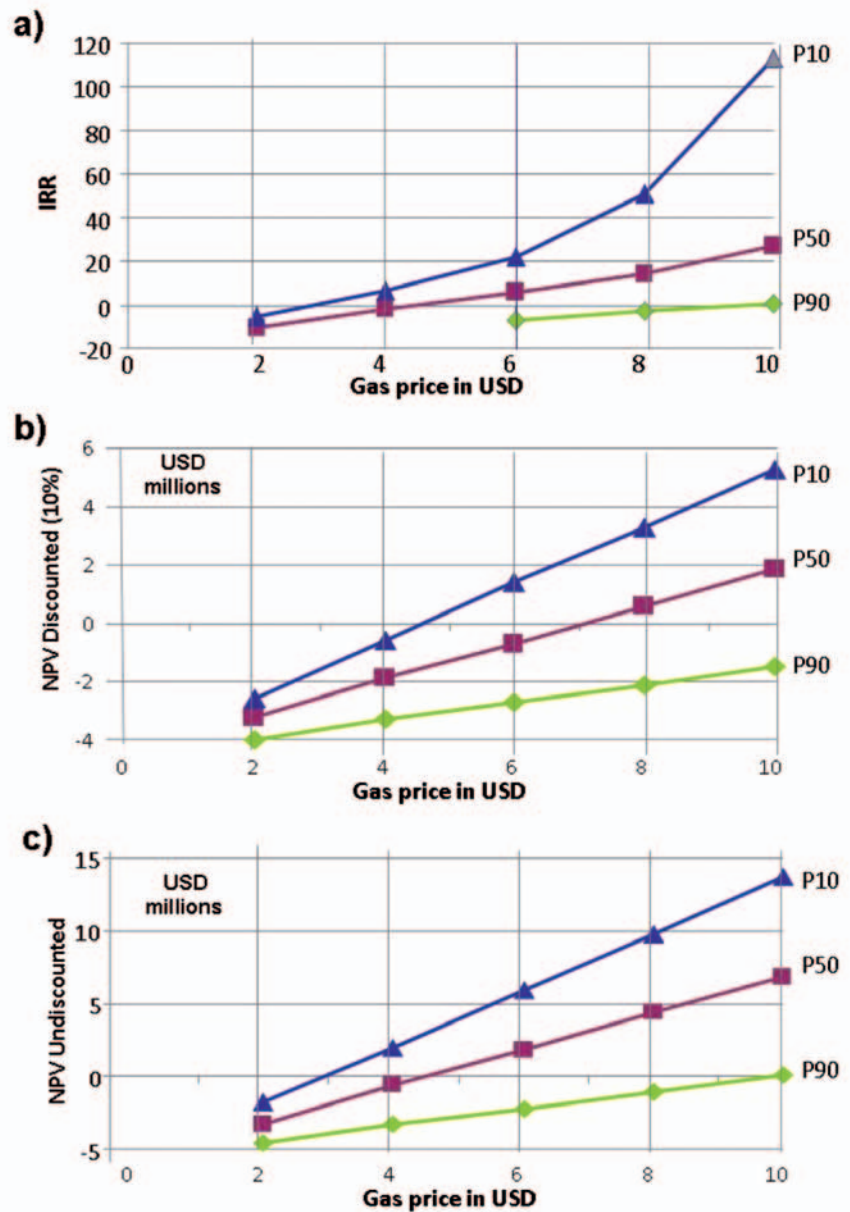 a)
120
100
80
60
40
20
0
-20
IRR
P10
P50
P90
0 2 4 6 8 10
Gas price in USD
b)
6
4
2
0
-2
-4
NPV Discounted (10%)
USD
millions
P10
P50
P90
0 2 4 6 8 10
Gas price in USD
c)
15
10
5
0
-5
NPV Undiscounted
USD
millions
P10
P50
P90
0 2 4 6 8 10
Gas price in USD